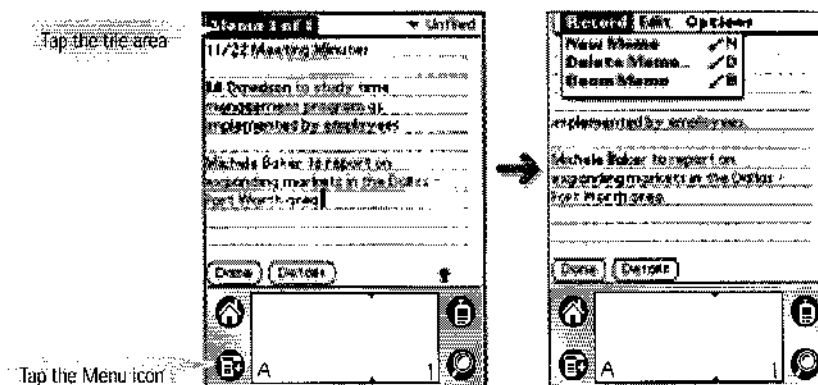 Tap the title area
Memo 1 of 1
Unfiled
11/22 Meeting Minutes
Bill Davidson to study time
management programs
implemented by employees
Michele Baker to report on
expanding markets in the Dallas -
Fort Worth area
Done
Details
A
1
Tap the Menu icon
Record Edit Options
New Memo N
Delete Memo... D
Beam Memo B
implemented by employees
Michele Baker to report on
expanding markets in the Dallas -
Fort Worth area
Done
Details
A
1